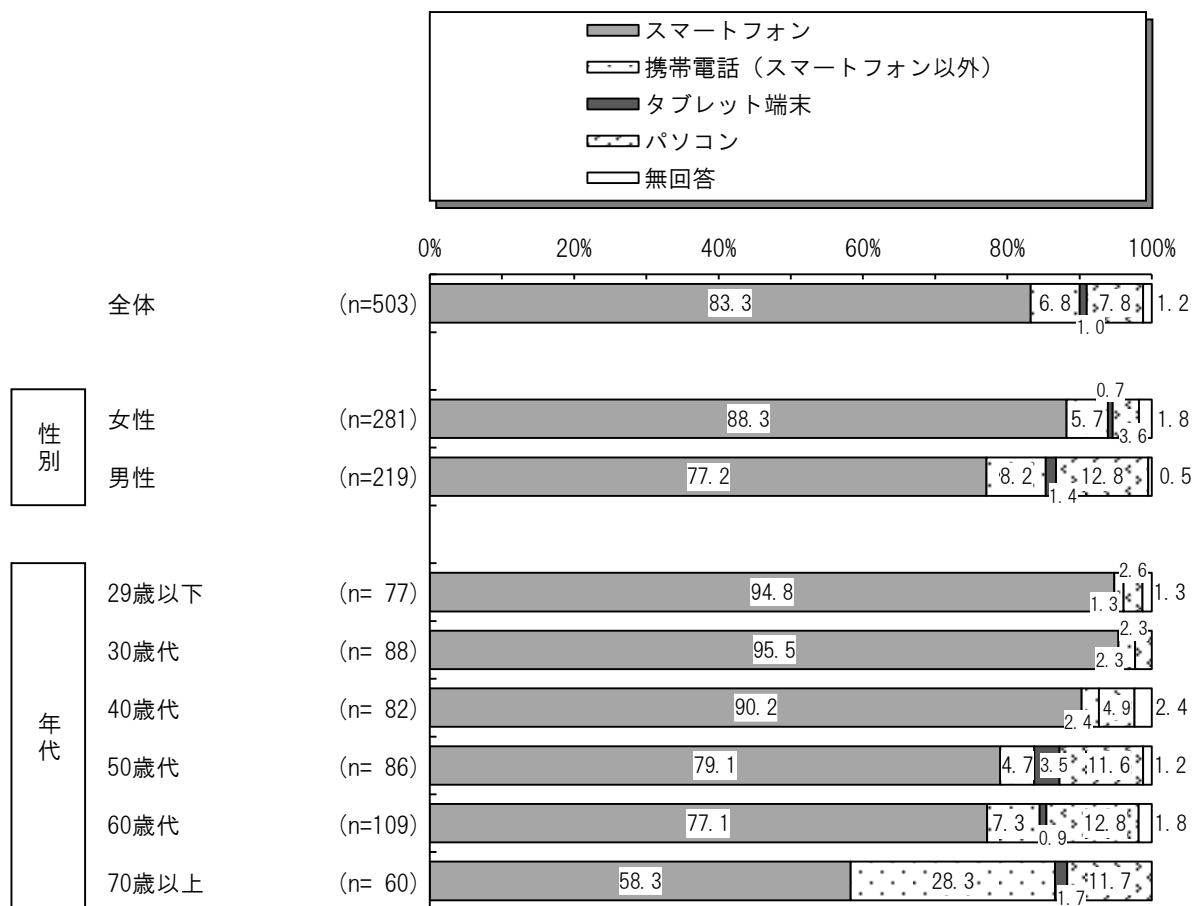 スマートフォン
携帯電話（スマートフォン以外）
タブレット端末
パソコン
無回答
0% 20% 40% 60% 80% 100%
全体 (n=503) 83.3 6.8 1.0 7.8 1.2
性別
女性 (n=281) 88.3 5.7 0.7 3.6 1.8
男性 (n=219) 77.2 8.2 1.4 12.8 0.5
年代
29歳以下 (n= 77) 94.8 1.3 2.6 1.3
30歳代 (n= 88) 95.5 2.3 2.3
40歳代 (n= 82) 90.2 2.4 4.9 2.4
50歳代 (n= 86) 79.1 4.7 3.5 11.6 1.2
60歳代 (n=109) 77.1 7.3 0.9 12.8 1.8
70歳以上 (n= 60) 58.3 28.3 1.7 11.7